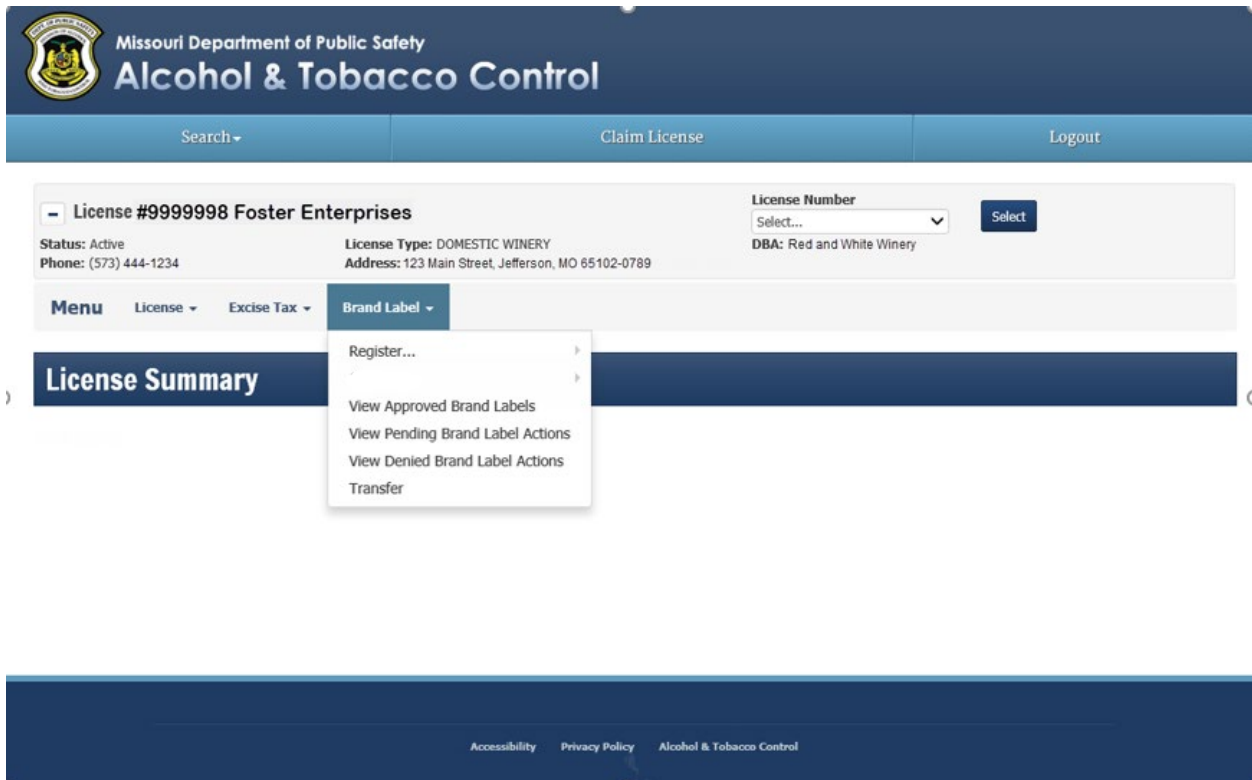 Missouri Department of Public Safety
Alcohol & Tobacco Control
Search
Claim License
Logout
License #9999998 Foster Enterprises
License Number
Select...
Select
Status: Active
License Type: DOMESTIC WINERY
DBA: Red and White Winery
Phone: (573) 444-1234
Address: 123 Main Street, Jefferson, MO 65102-0789
Menu
License
Excise Tax
Brand Label
Register...
License Summary
View Approved Brand Labels
View Pending Brand Label Actions
View Denied Brand Label Actions
Transfer
Accessibility
Privacy Policy
Alcohol & Tobacco Control